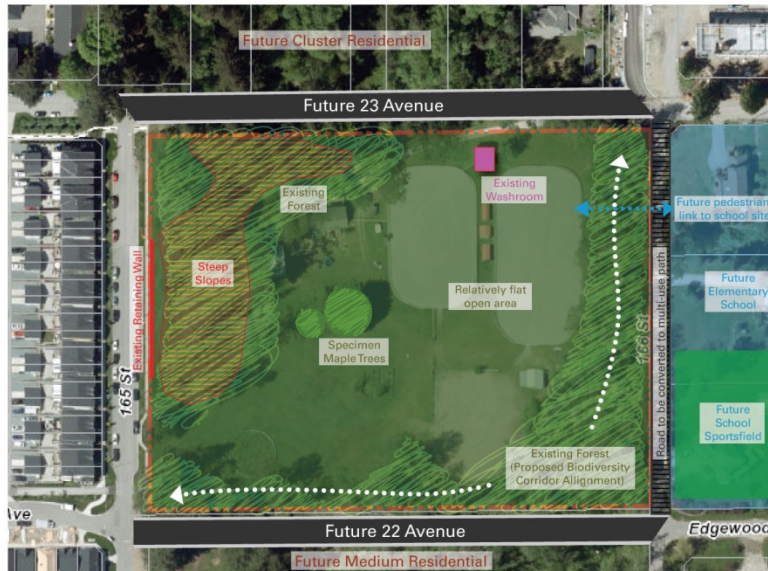 Future Cluster Residential
Future 23 Avenue
Existing
Forest
Existing
Washroom
Future pedestrian
link to school site
Steep
Slopes
Existing Retaining Wall
165 St
Relatively flat
open area
166 St
Road to be converted to multi-use path
Future
Elementary
School
Specimen
Maple Trees
Future
School
Sportsfield
Existing Forest
(Proposed Biodiversity
Corridor Allignment)
Ave
Future 22 Avenue
Edgewood
Future Medium Residential